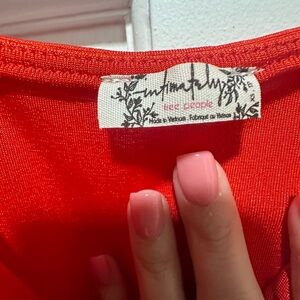 intimately
free people
Made in Vietnam . Fabriqué au Vietnam